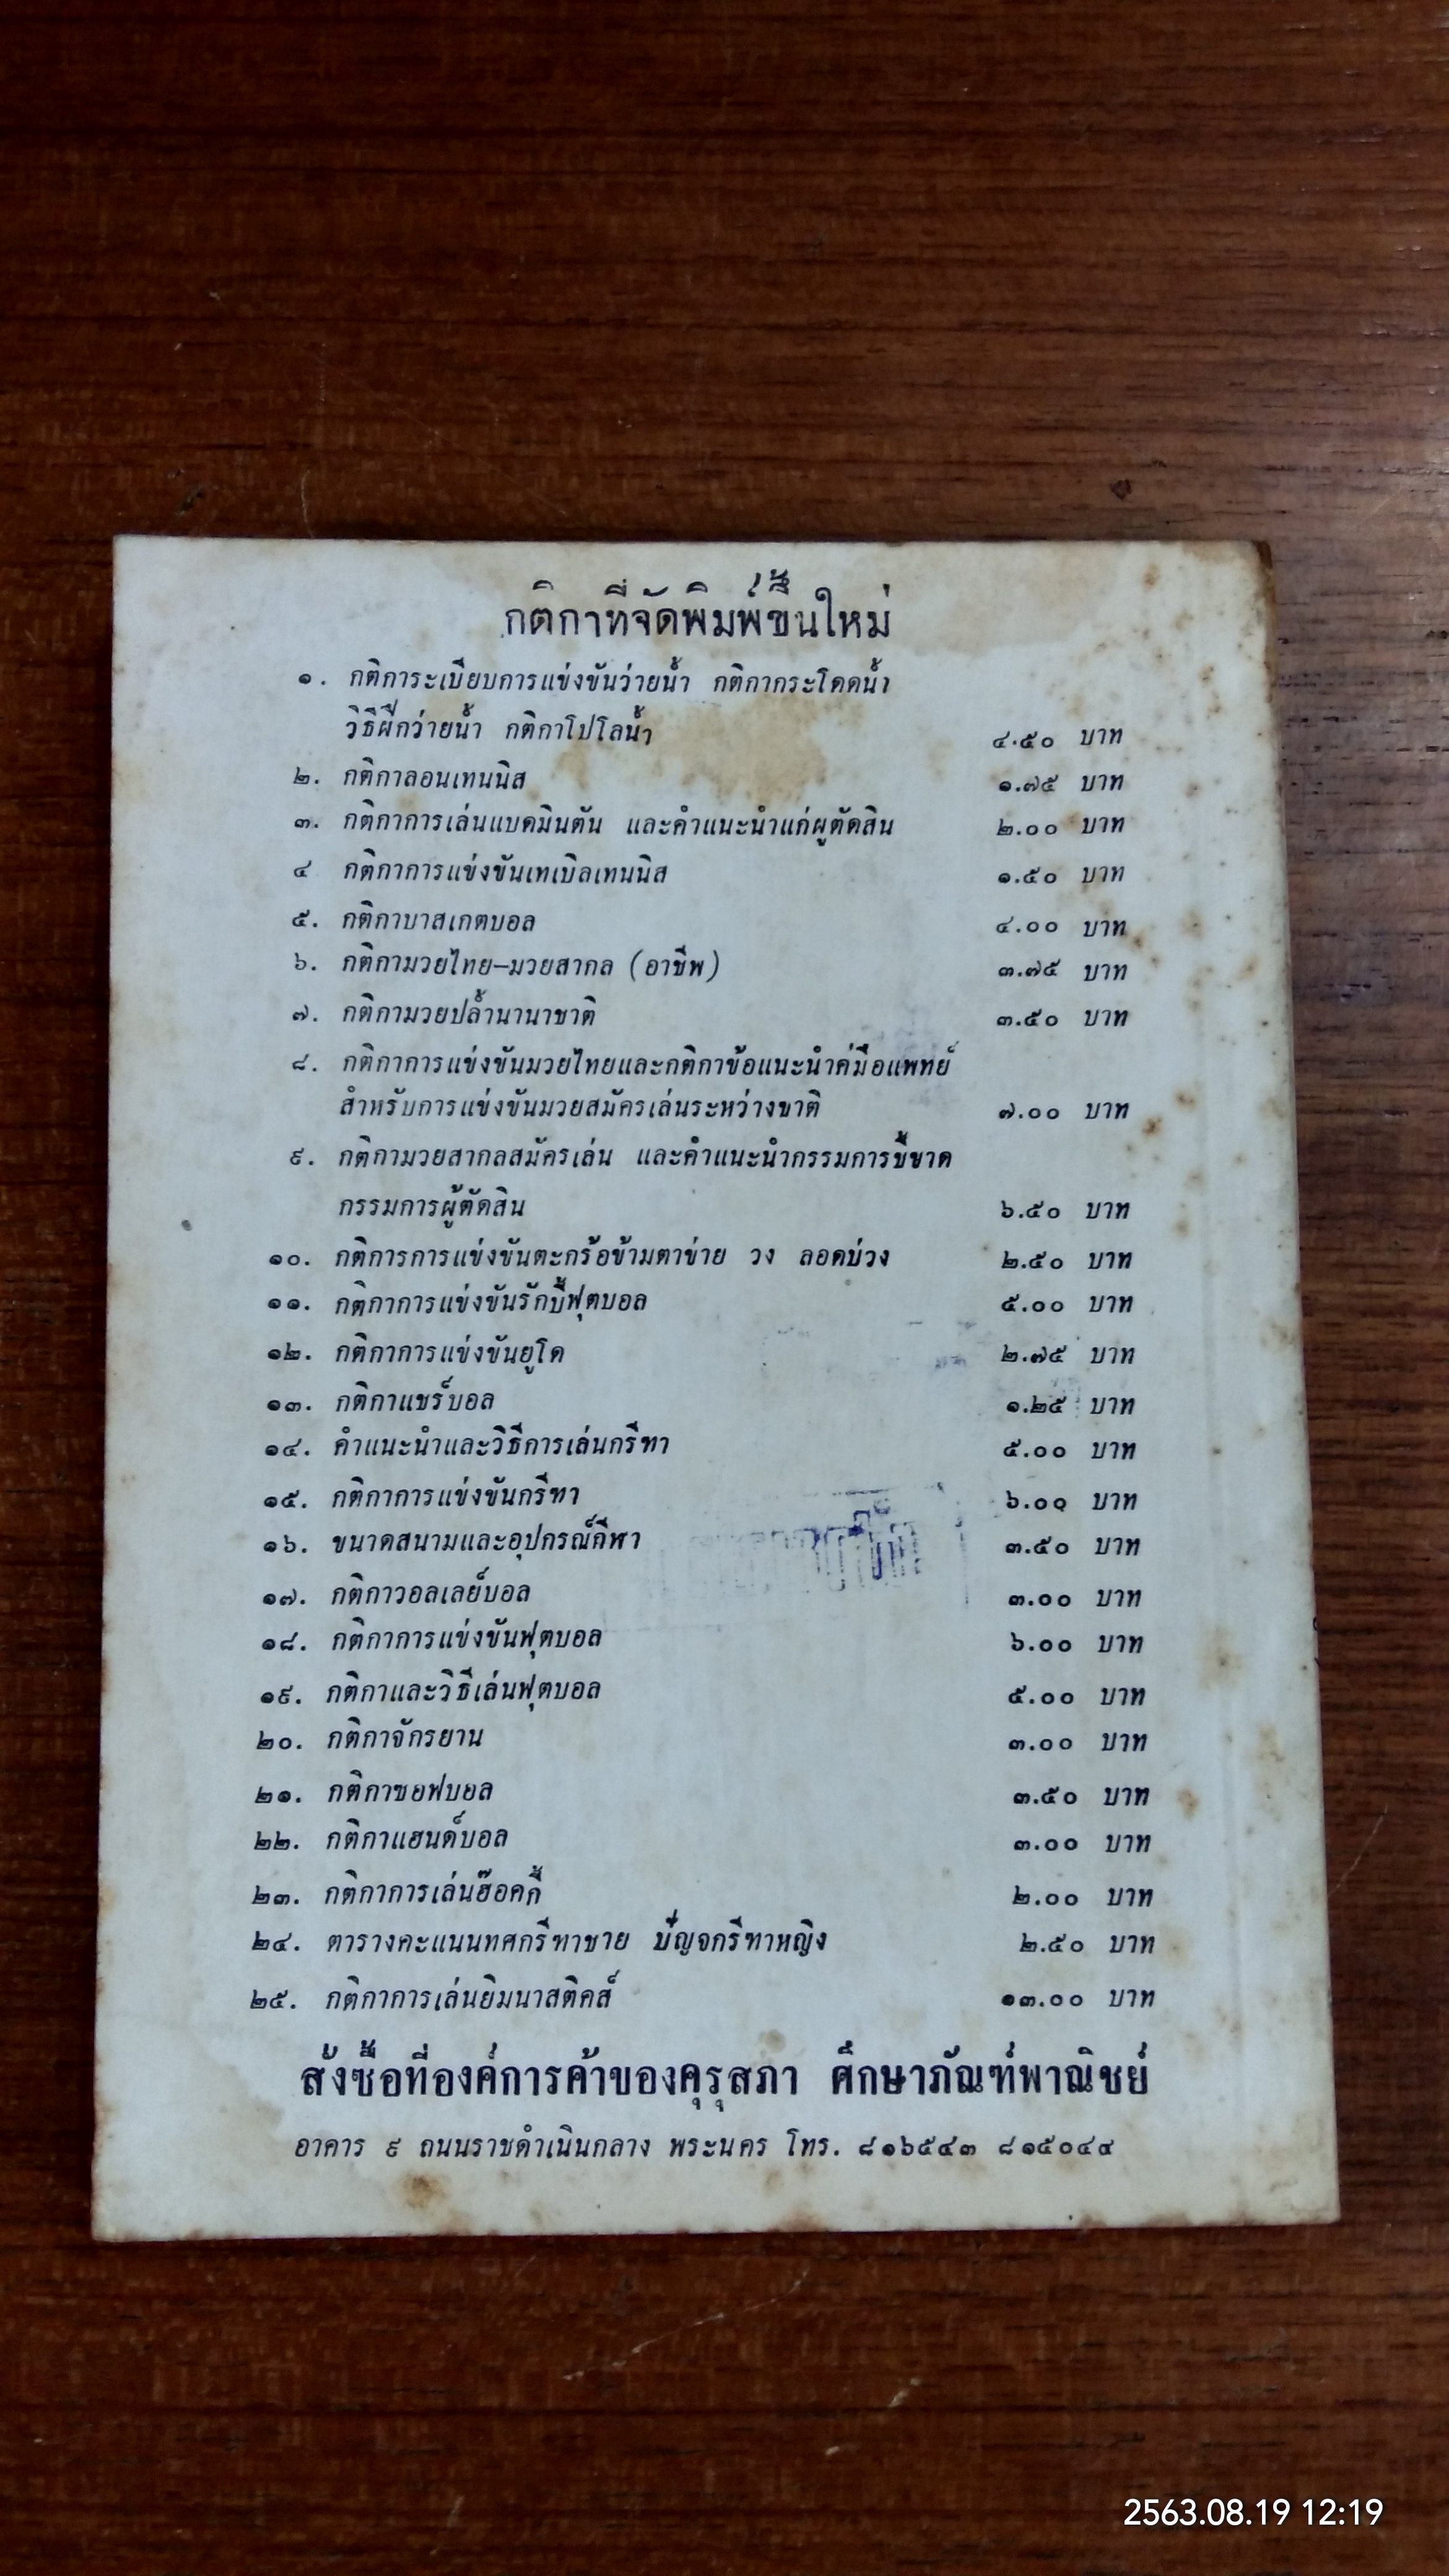 กติกาที่จัดพิมพ์ขึ้นใหม่
๑. กติการะเบียบการแข่งขันว่ายน้ำ กติกากระโดดน้ำ
วิธีฝึกว่ายน้ำ กติกาโปโลน้ำ ๔.๕๐ บาท
๒. กติกาลอนเทนนิส ๑.๗๕ บาท
๓. กติกาการเล่นแบดมินตัน และคำแนะนำแก่ผูตัดสิน ๒.๐๐ บาท
๔ กติกาการแข่งขันเทเบิลเทนนิส ๑.๕๐ บาท
๕. กติกาบาสเกตบอล ๔.๐๐ บาท
๖. กติกามวยไทย–มวยสากล (อาชีพ) ๓.๗๕ บาท
๗. กติกามวยปล้ำนานาชาติ ๓.๕๐ บาท
๘. กติกาการแข่งขันมวยไทยและกติกาข้อแนะนำคู่มือแพทย์
สำหรับการแข่งขันมวยสมัครเล่นระหว่างชาติ ๗.๐๐ บาท
๙. กติกามวยสากลสมัครเล่น และคำแนะนำกรรมการชี้ขาด
กรรมการผู้ตัดสิน ๖.๕๐ บาท
๑๐. กติการการแข่งขันตะกร้อข้ามตาข่าย วง ลอดบ่วง ๒.๕๐ บาท
๑๑. กติกาการแข่งขันรักบี้ฟุตบอล ๕.๐๐ บาท
๑๒. กติกาการแข่งขันยูโด ๒.๗๕ บาท
๑๓. กติกาแชร์บอล ๑.๒๕ บาท
๑๔. คำแนะนำและวิธีการเล่นกรีฑา ๕.๐๐ บาท
๑๕. กติกาการแข่งขันกรีฑา ๖.๐๐ บาท
๑๖. ขนาดสนามและอุปกรณ์กีฬา ๓.๕๐ บาท
๑๗. กติกาวอลเลย์บอล ๓.๐๐ บาท
๑๘. กติกาการแข่งขันฟุตบอล ๖.๐๐ บาท
๑๙. กติกาและวิธีเล่นฟุตบอล ๕.๐๐ บาท
๒๐. กติกาจักรยาน ๓.๐๐ บาท
๒๑. กติกาซอฟบอล ๓.๕๐ บาท
๒๒. กติกาแฮนด์บอล ๓.๐๐ บาท
๒๓. กติกาการเล่นฮ๊อคกี้ ๒.๐๐ บาท
๒๔. ตารางคะแนนทศกรีฑาชาย ปัญจกรีฑาหญิง ๒.๕๐ บาท
๒๕. กติกาการเล่นยิมนาสติคส์ ๑๓.๐๐ บาท
สั่งซื้อที่องค์การค้าของคุรุสภา ศึกษาภัณฑ์พาณิชย์
อาคาร ๙ ถนนราชดำเนินกลาง พระนคร โทร. ๘๑๖๕๔๓ ๘๑๕๐๔๔
2563.08.19 12:19